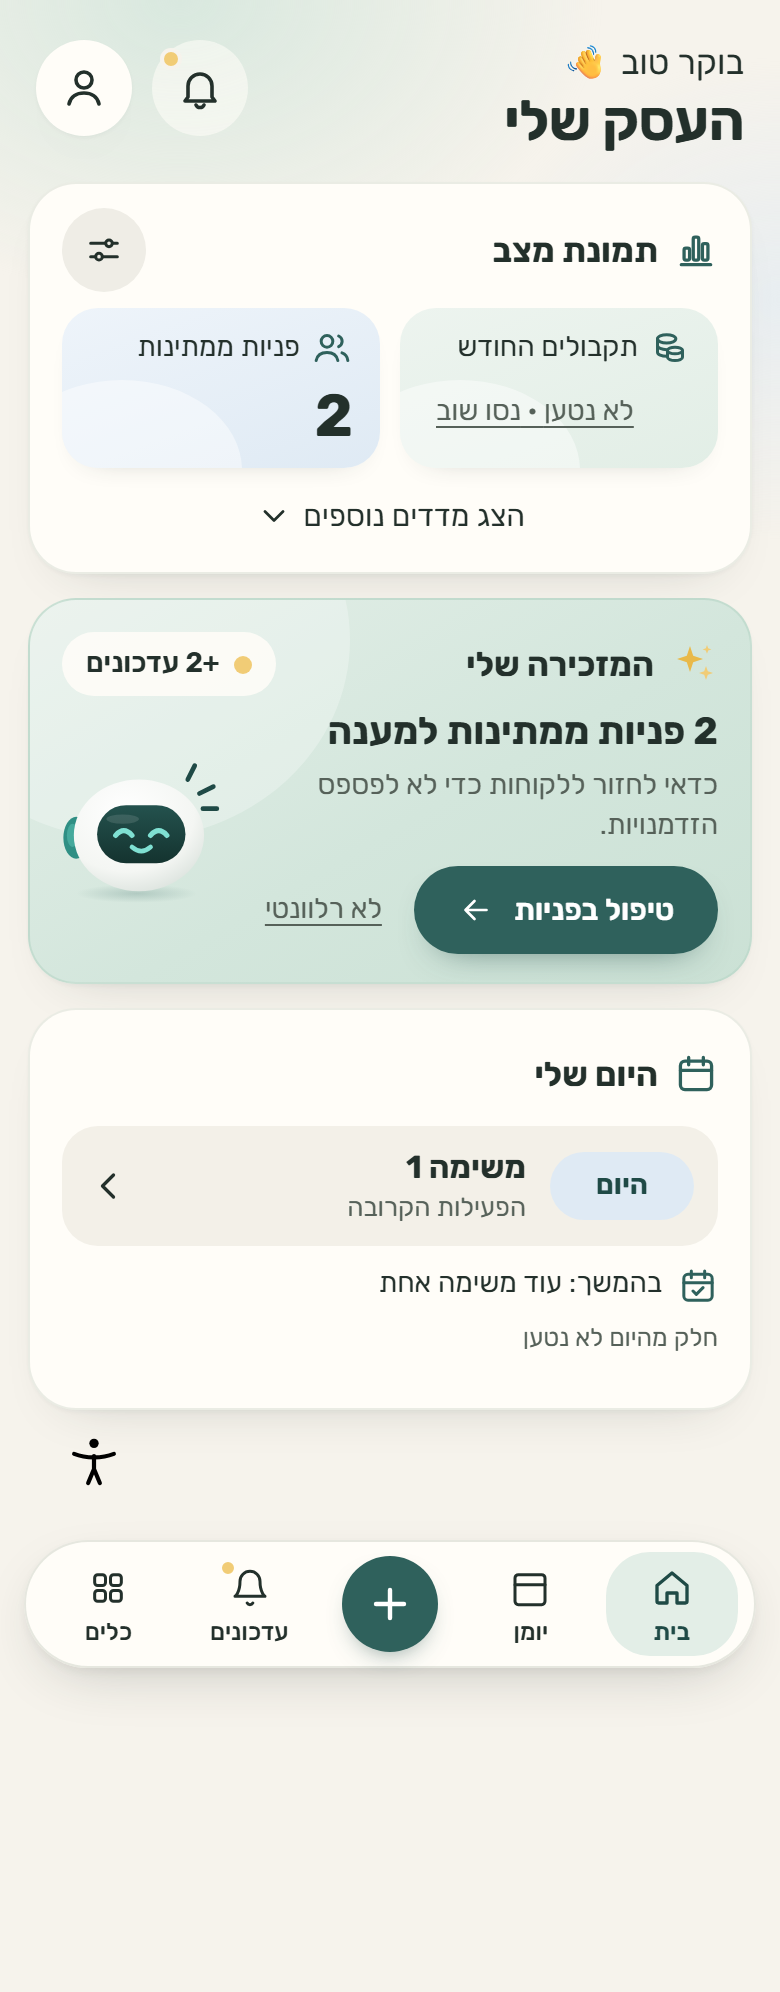 בוקר טוב 👋
העסק שלי
תמונת מצב
תקבולים החודש
לא נטען • נסו שוב
פניות ממתינות
2
הצג מדדים נוספים
המזכירה שלי
+2 עדכונים
2 פניות ממתינות למענה
כדאי לחזור ללקוחות כדי לא לפספס
הזדמנויות.
טיפול בפניות
לא רלוונטי
היום שלי
היום
משימה 1
הפעילות הקרובה
בהמשך: עוד משימה אחת
חלק מהיום לא נטען
בית
יומן
עדכונים
כלים